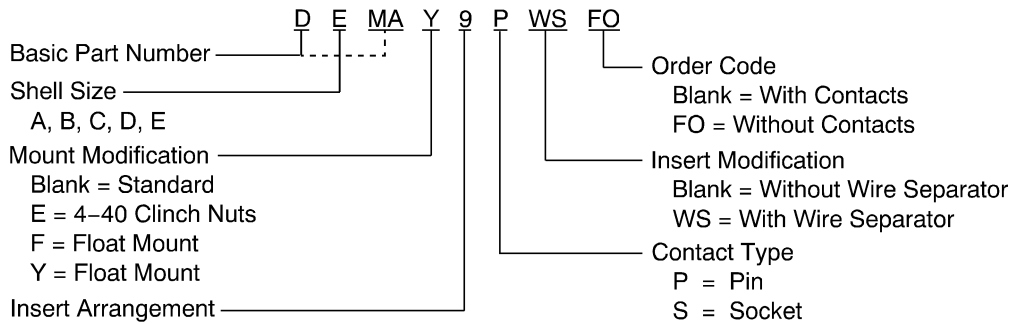 D E MA Y 9 P WS FO
Basic Part Number
Shell Size
A, B, C, D, E
Mount Modification
Blank = Standard
E = 4–40 Clinch Nuts
F = Float Mount
Y = Float Mount
Insert Arrangement
Order Code
Blank = With Contacts
FO = Without Contacts
Insert Modification
Blank = Without Wire Separator
WS = With Wire Separator
Contact Type
P = Pin
S = Socket